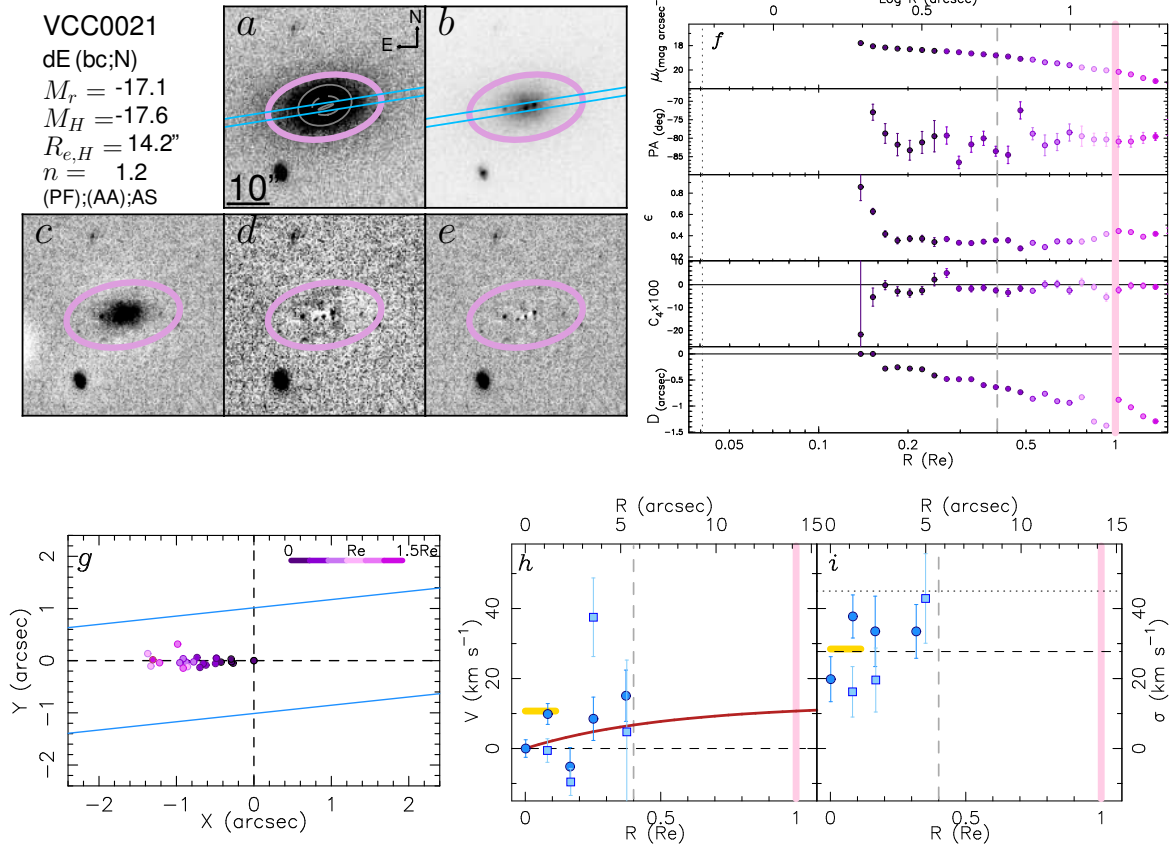 VCC0021
dE (bc;N)
M_r = -17.1
M_H = -17.6
R_{e,H} = 14.2”
n = 1.2
(PF);(AA);AS
a
N
E
10”
b
c
d
e
Log R (arcsec)
0 0.5 1
f
μ (mag arcsec⁻
18
20
PA (deg)
−70
−75
−80
−85
ϵ
0.8
0.6
0.4
0.2
C₄x100
10
0
−10
−20
D (arcsec)
0
−0.5
−1
−1.5
0.05 0.1 0.2 0.5 1
R (Re)
g
0 Re 1.5Re
Y (arcsec)
2
1
0
−1
−2
−2 −1 0 1 2
X (arcsec)
R (arcsec) R (arcsec)
0 5 10 15 0 5 10 15
h
V (km s⁻¹)
40
20
0
0 0.5 1
R (Re)
i
σ (km s⁻¹)
40
20
0
0 0.5 1
R (Re)